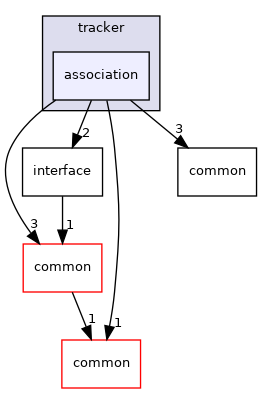 tracker
association
3
2
interface
common
3
1
common
1
1
common